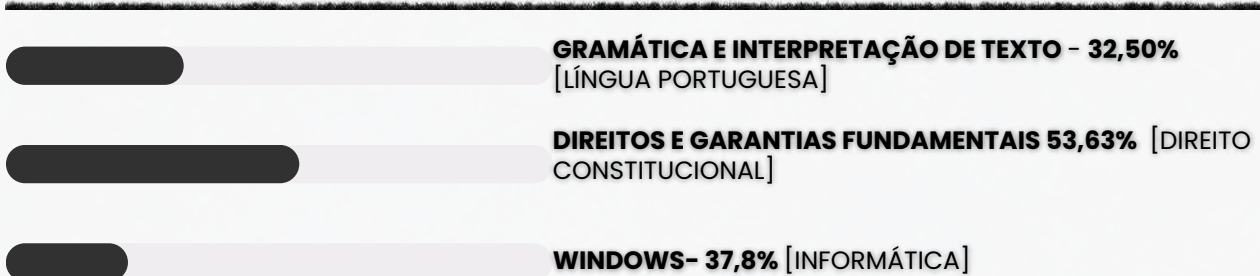 GRAMÁTICA E INTERPRETAÇÃO DE TEXTO - 32,50%
[LÍNGUA PORTUGUESA]
DIREITOS E GARANTIAS FUNDAMENTAIS 53,63% [DIREITO
CONSTITUCIONAL]
WINDOWS- 37,8% [INFORMÁTICA]